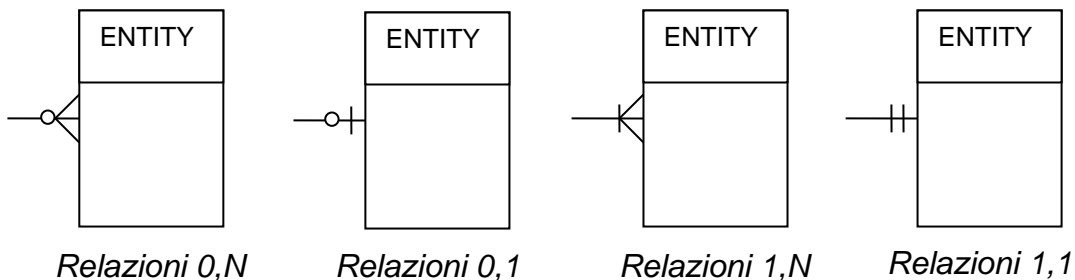 ENTITY ENTITY ENTITY ENTITY
Relazioni 0,N Relazioni 0,1 Relazioni 1,N Relazioni 1,1